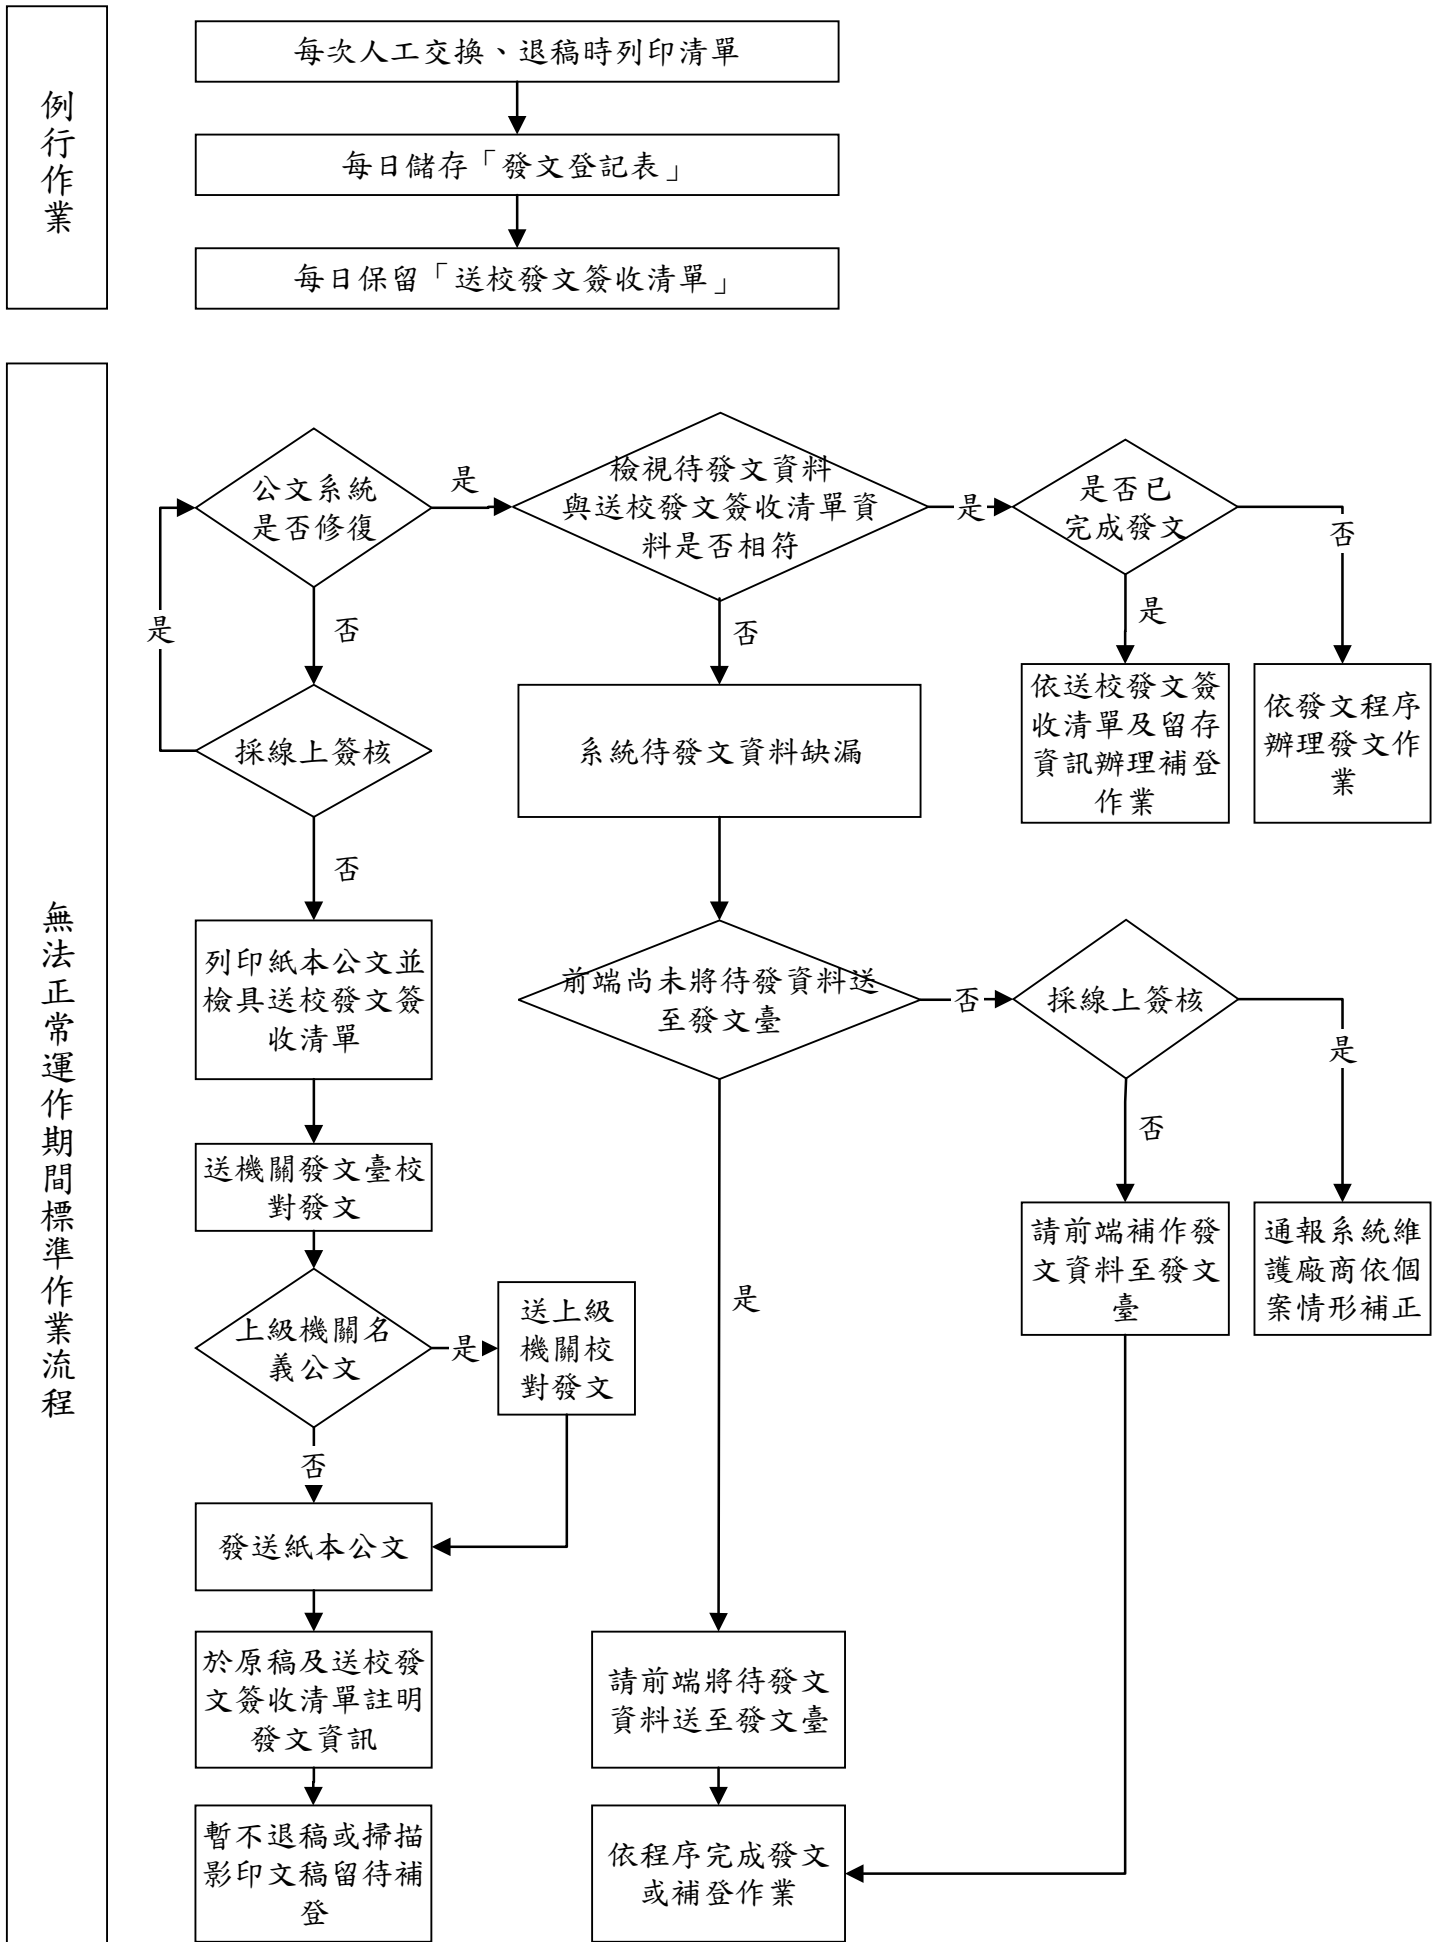 例行作業
每次人工交換、退稿時列印清單
每日儲存「發文登記表」
每日保留「送校發文簽收清單」
無法正常運作期間標準作業流程
公文系統
是否修復
是
檢視待發文資料
與送校發文簽收清單資
料是否相符
是
是否已
完成發文
否
是
否
否
是
採線上簽核
系統待發文資料缺漏
依送校發文簽
收清單及留存
資訊辦理補登
作業
依發文程序
辦理發文作
業
否
列印紙本公文並
檢具送校發文簽
收清單
前端尚未將待發資料送
至發文臺
否
採線上簽核
是
否
送機關發文臺校
對發文
請前端補作發
文資料至發文
臺
通報系統維
護廠商依個
案情形補正
是
上級機關名
義公文
是
送上級
機關校
對發文
否
發送紙本公文
於原稿及送校發
文簽收清單註明
發文資訊
請前端將待發文
資料送至發文臺
暫不退稿或掃描
影印文稿留待補
登
依程序完成發文
或補登作業